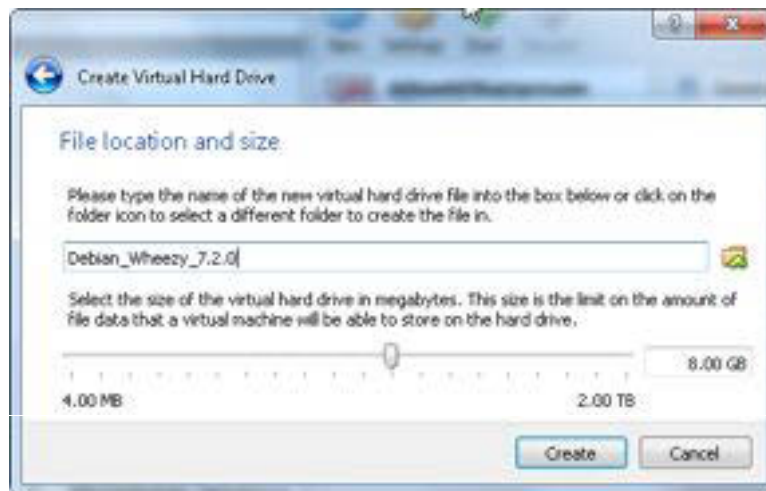 Create Virtual Hard Drive
File location and size
Please type the name of the new virtual hard drive file into the box below or click on the
folder icon to select a different folder to create the file in.
Debian_Wheezy_7.2.0
Select the size of the virtual hard drive in megabytes. This size is the limit on the amount of
file data that a virtual machine will be able to store on the hard drive.
8.00 GB
4.00 MB
2.00 TB
Create
Cancel